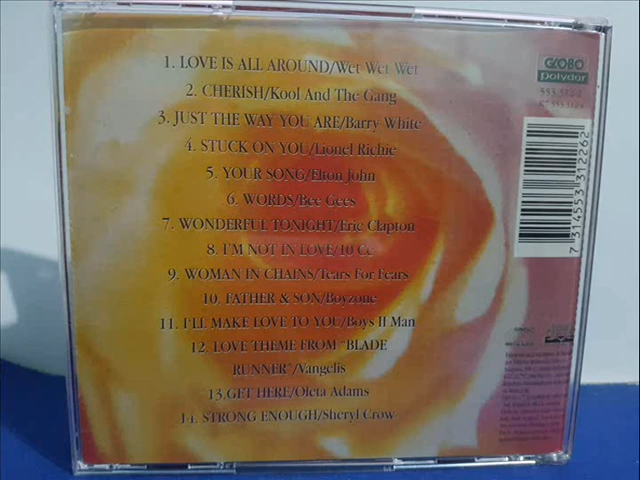 1. LOVE IS ALL AROUND/Wet Wet Wet
2. CHERISH/Kool And The Gang
3. JUST THE WAY YOU ARE/Barry White
4. STUCK ON YOU/Lionel Richie
5. YOUR SONG/Elton John
6. WORDS/Bee Gees
7. WONDERFUL TONIGHT/Eric Clapton
8. I'M NOT IN LOVE/10 Cc
9. WOMAN IN CHAINS/Tears For Fears
10. FATHER & SON/Boyzone
11. I'LL MAKE LOVE TO YOU/Boys II Man
12. LOVE THEME FROM "BLADE
RUNNER"/Vangelis
13.GET HERE/Oleta Adams
14. STRONG ENOUGH/Sheryl Crow
GLOBO
polydor
7 314553 312262